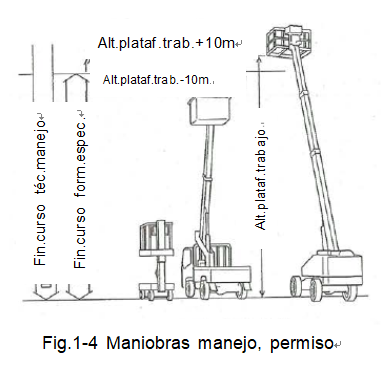 Alt.plataf.trab.+10m
Alt.plataf.trab.-10m.
Fin.curso téc.manejo
Fin.curso form.espec.
Alt.plataf.trabajo
Fig.1-4 Maniobras manejo, permiso